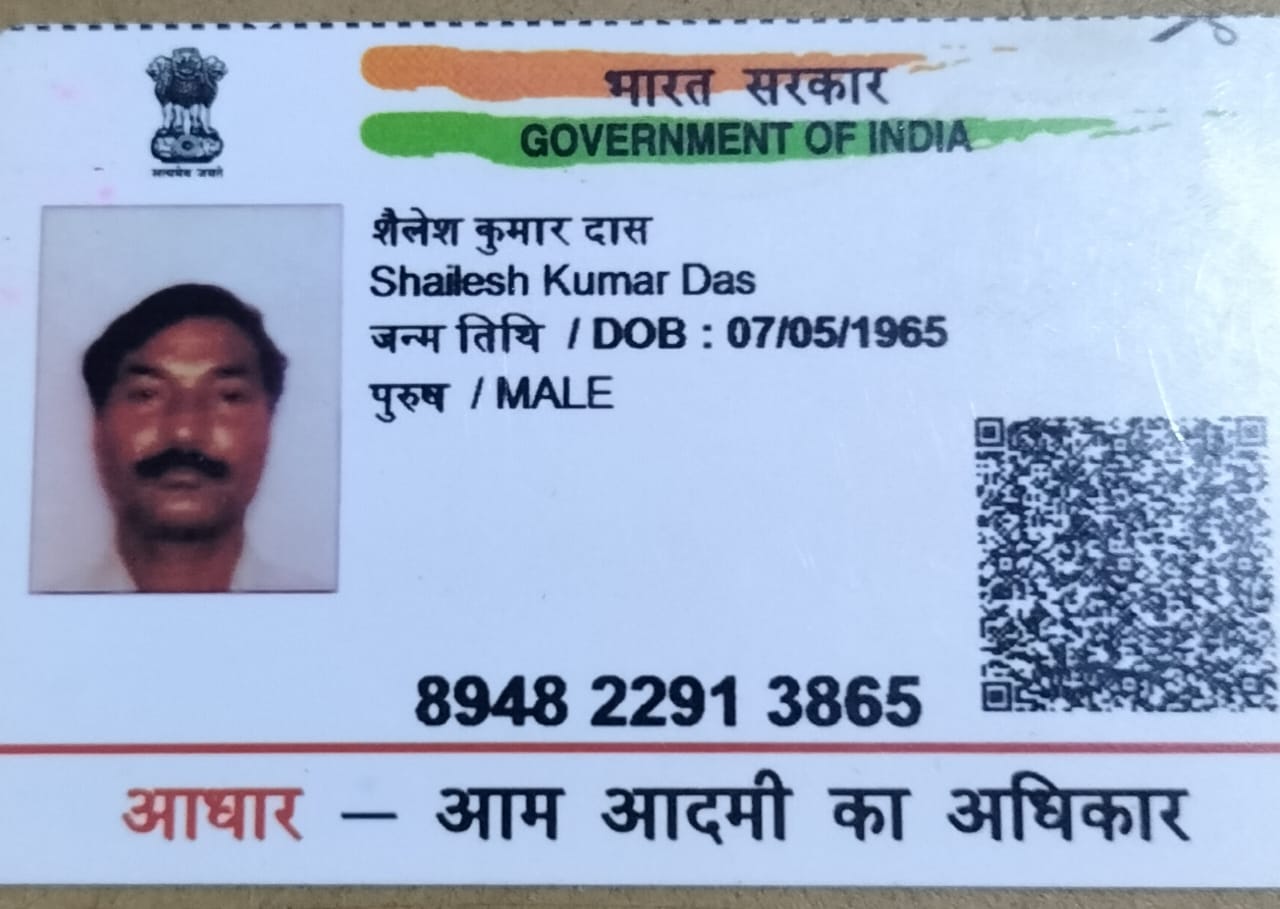 भारत सरकार
GOVERNMENT OF INDIA
सत्यमेव जयते
शैलेश कुमार दास
Shailesh Kumar Das
जन्म तिथि / DOB : 07/05/1965
पुरुष / MALE
8948 2291 3865
आधार – आम आदमी का अधिकार